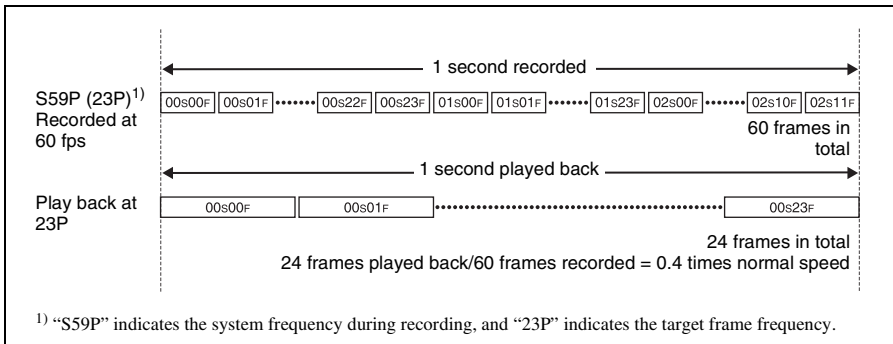 1 second recorded
S59P (23P)1)
Recorded at
60 fps
00S00F 00S01F 00S22F 00S23F 01S00F 01S01F 01S23F 02S00F 02S10F 02S11F
60 frames in
total
1 second played back
Play back at
23P
00S00F 00S01F 00S23F
24 frames in total
24 frames played back/60 frames recorded = 0.4 times normal speed
1) “S59P” indicates the system frequency during recording, and “23P” indicates the target frame frequency.